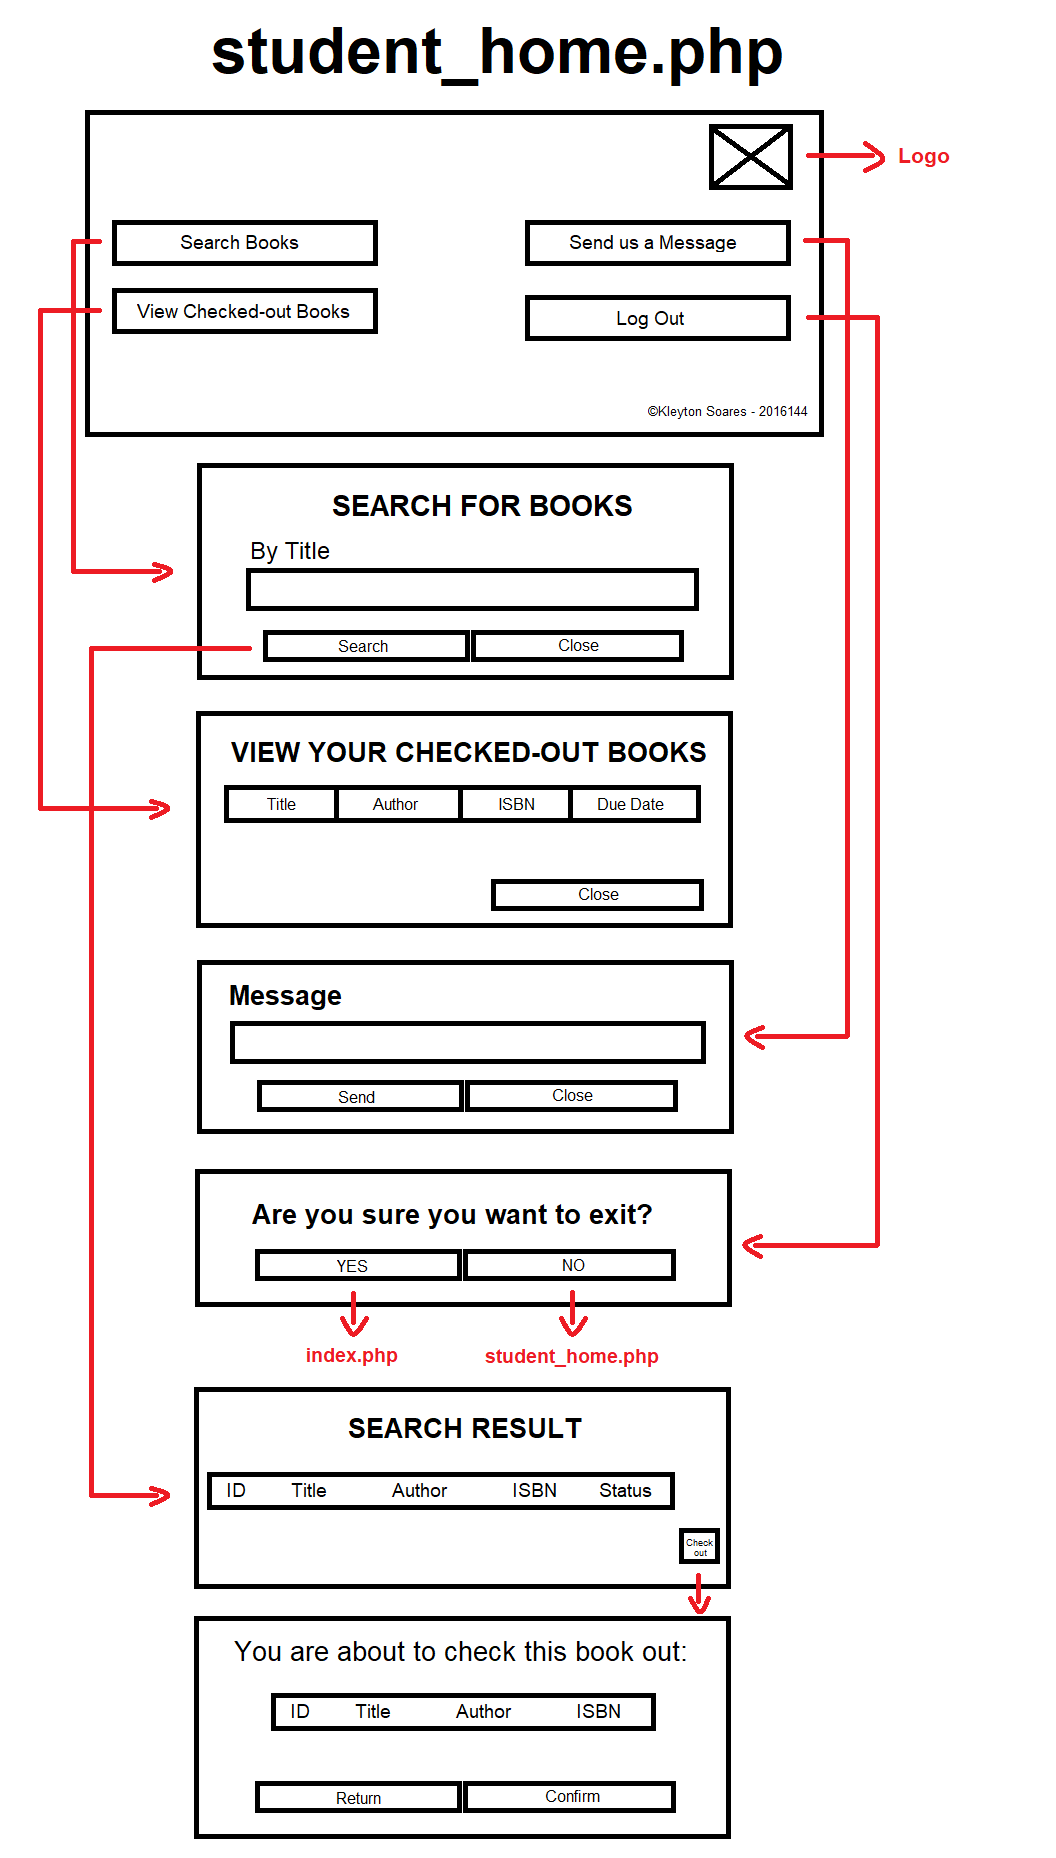 student_home.php
Logo
Search Books
Send us a Message
View Checked-out Books
Log Out
©Kleyton Soares - 2016144
SEARCH FOR BOOKS
By Title
Search
Close
VIEW YOUR CHECKED-OUT BOOKS
Title Author ISBN Due Date
Close
Message
Send
Close
Are you sure you want to exit?
YES
NO
index.php
student_home.php
SEARCH RESULT
ID Title Author ISBN Status
Check
out
You are about to check this book out:
ID Title Author ISBN
Return
Confirm